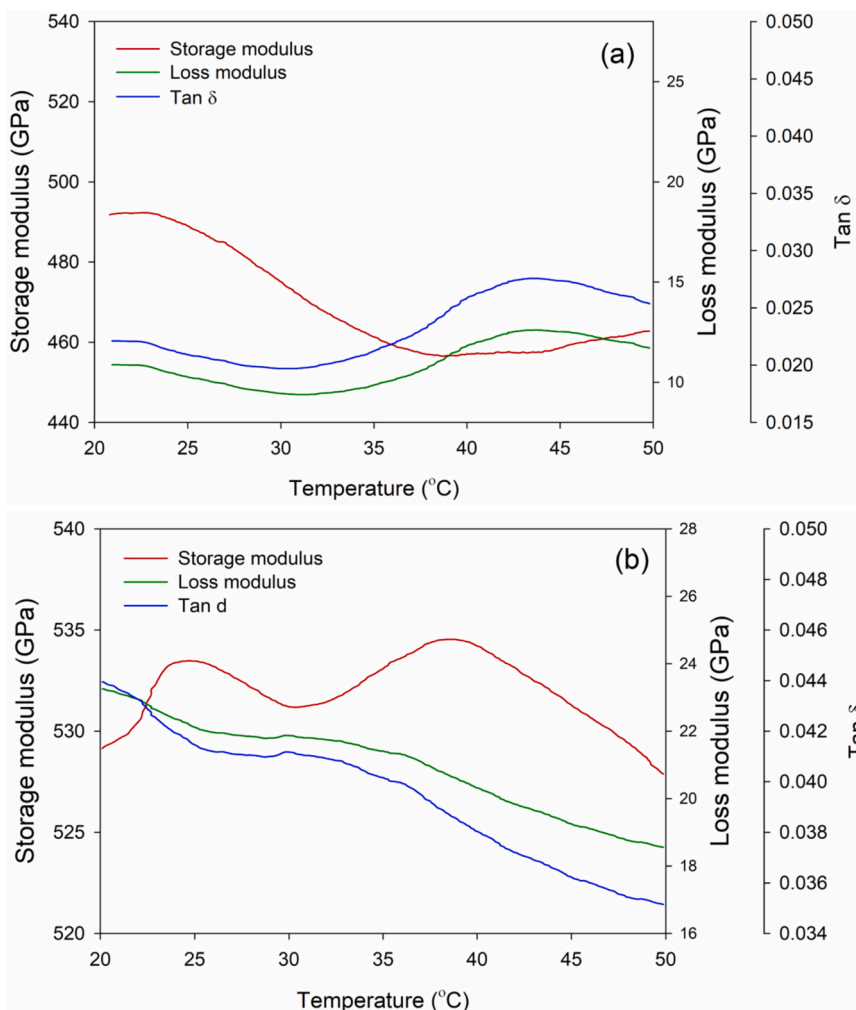 540
520
500
480
460
440
Storage modulus (GPa)
Storage modulus
Loss modulus
Tan δ
(a)
25
20
15
10
Loss modulus (GPa)
0.050
0.045
0.040
0.035
0.030
0.025
0.020
0.015
Tan δ
20 25 30 35 40 45 50
Temperature (°C)
540
535
530
525
520
Storage modulus (GPa)
Storage modulus
Loss modulus
Tan d
(b)
28
26
24
22
20
18
16
Loss modulus (GPa)
0.050
0.048
0.046
0.044
0.042
0.040
0.038
0.036
0.034
Tan δ
20 25 30 35 40 45 50
Temperature (°C)